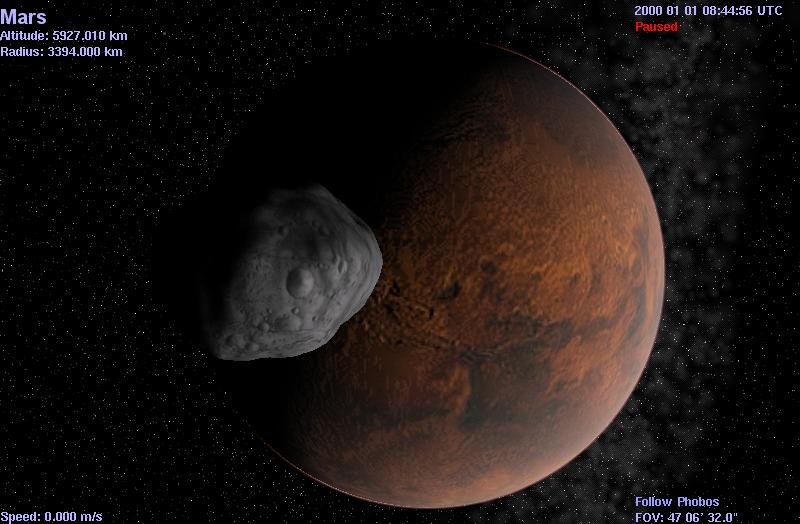 Mars
Altitude: 5927.010 km
Radius: 3394.000 km
2000 01 01 08:44:56 UTC
Paused
Speed: 0.000 m/s
Follow Phobos
FOV: 47 06' 32.0"